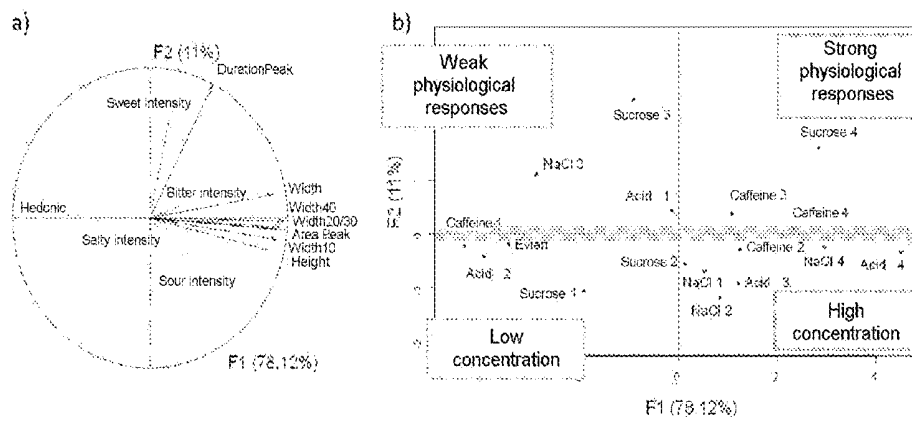 a)
F2 (11%)
DurationPeak
Sweet intensity
Bitter intensity
Width
Hedonic
Width40
Width20/30
Salty intensity
Area Peak
Width10
Height
Sour intensity
F1 (78,12%)
b)
Weak
physiological
responses
Strong
physiological
responses
Sucrose 3
Sucrose 4
NaCl 3
Acid 1
Caffeine 3
Caffeine 4
F2 (11%)
Caffeine 1
Evian
Caffeine 2
Acid 2
Sucrose 2
NaCl 4
Acid 4
NaCl 1
Acid 3
Sucrose 1
NaCl 2
Low
concentration
High
concentration
0
2
4
F1 (78,12%)